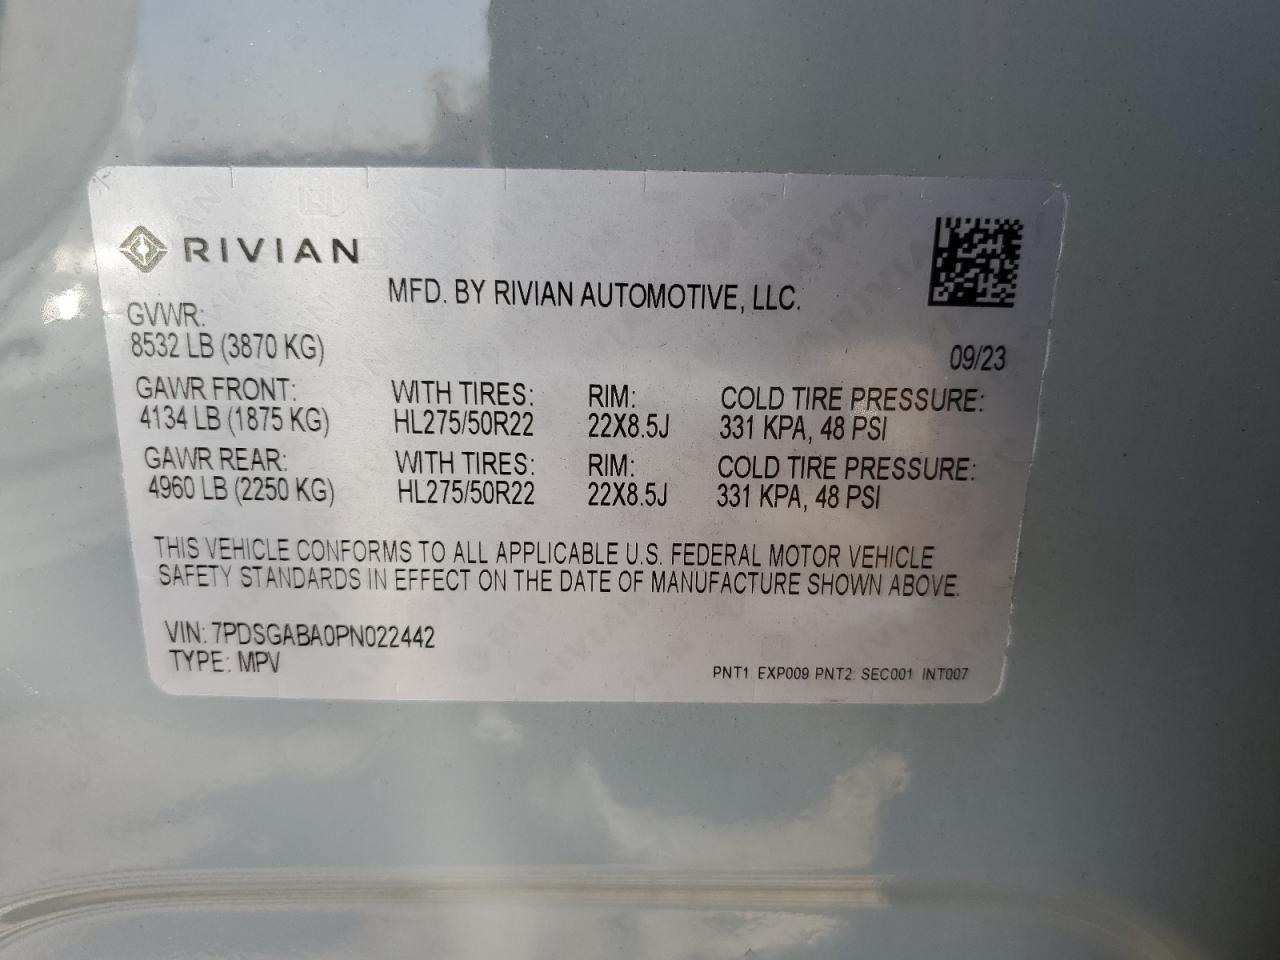 RIVIAN
MFD. BY RIVIAN AUTOMOTIVE, LLC.
GVWR:
8532 LB (3870 KG)
09/23
GAWR FRONT: WITH TIRES: RIM: COLD TIRE PRESSURE:
4134 LB (1875 KG) HL275/50R22 22X8.5J 331 KPA, 48 PSI
GAWR REAR: WITH TIRES: RIM: COLD TIRE PRESSURE:
4960 LB (2250 KG) HL275/50R22 22X8.5J 331 KPA, 48 PSI
THIS VEHICLE CONFORMS TO ALL APPLICABLE U.S. FEDERAL MOTOR VEHICLE
SAFETY STANDARDS IN EFFECT ON THE DATE OF MANUFACTURE SHOWN ABOVE.
VIN: 7PDSGABA0PN022442
TYPE: MPV
PNT1: EXP009 PNT2: SEC001 INT007